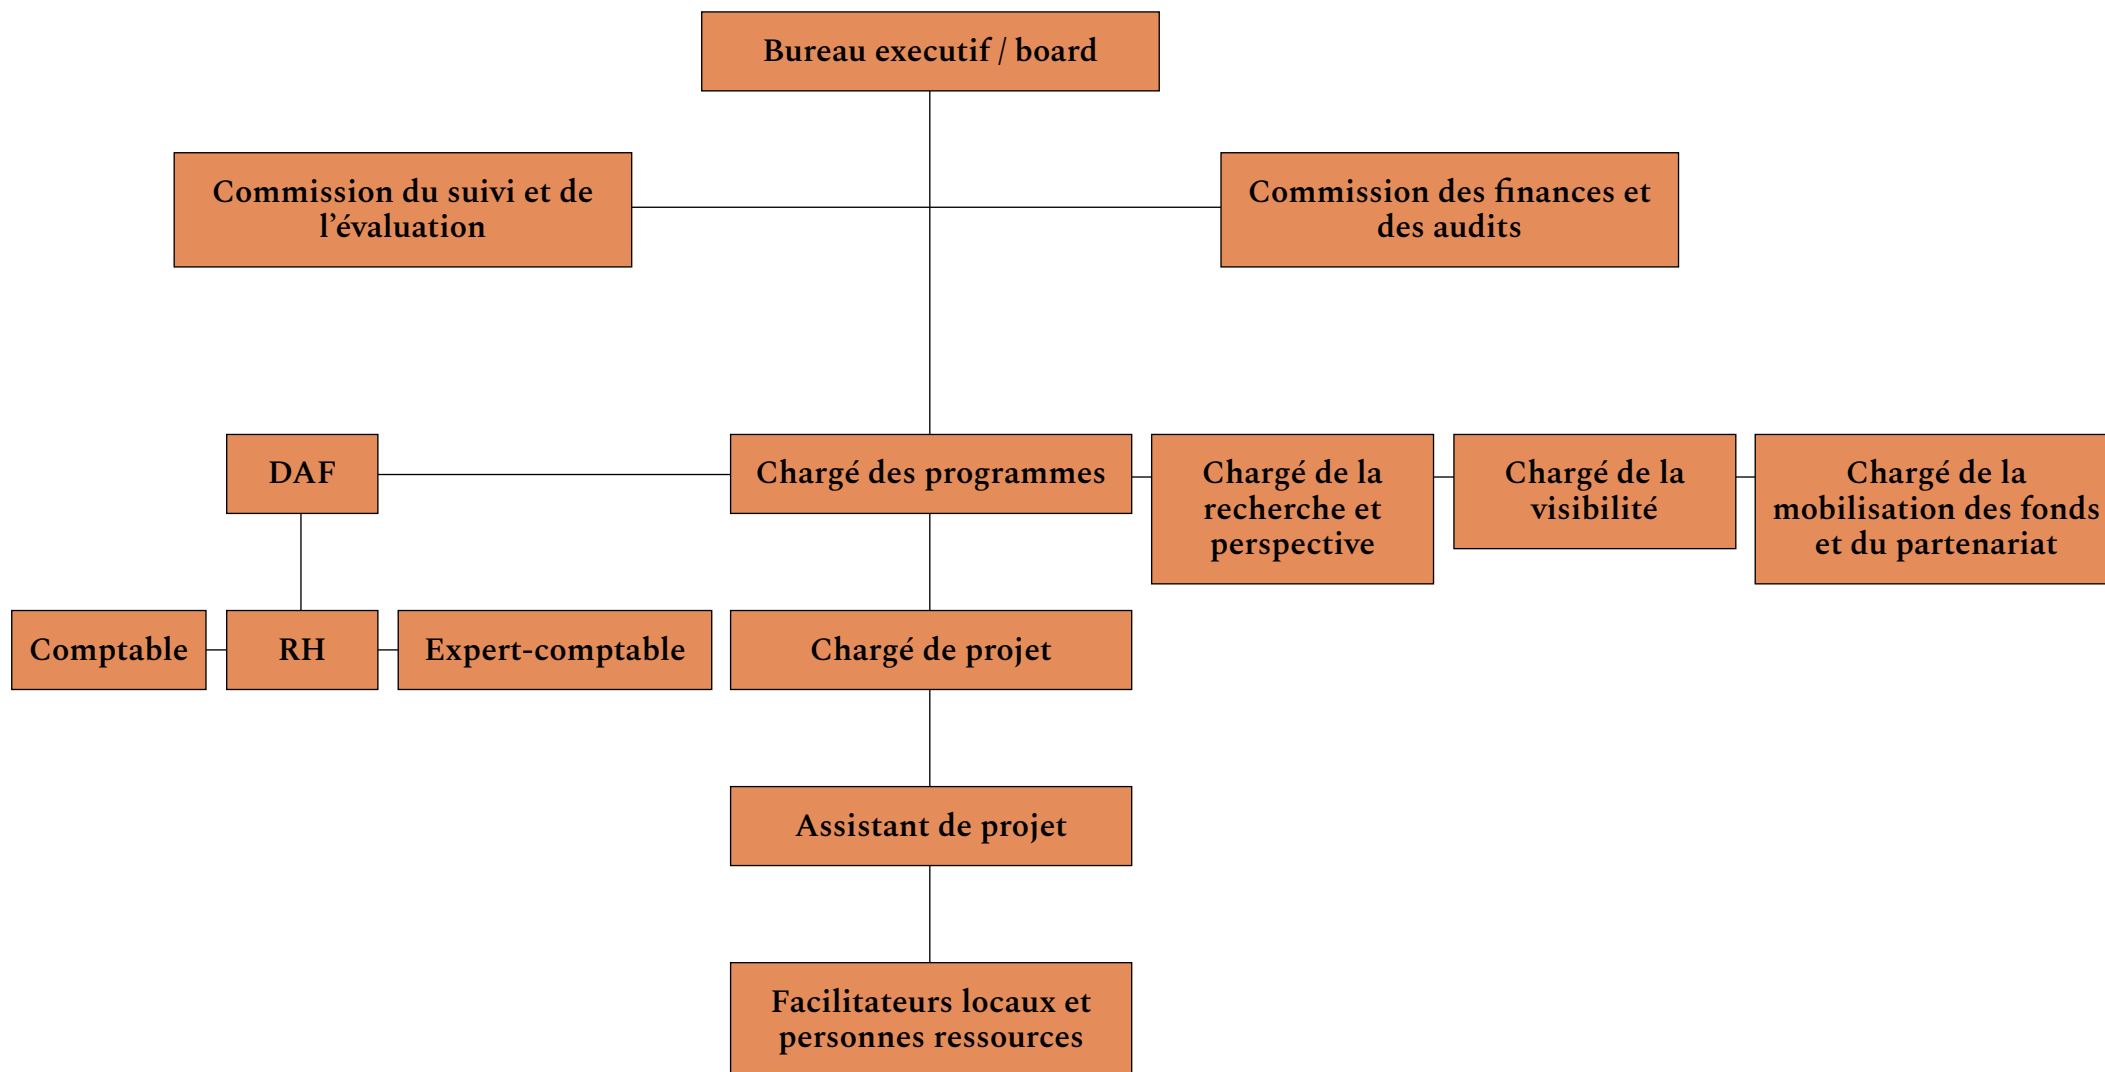 Bureau executif / board
Commission du suivi et de
l’évaluation
Commission des finances et
des audits
DAF
Chargé des programmes
Chargé de la
recherche et
perspective
Chargé de la
visibilité
Chargé de la
mobilisation des fonds
et du partenariat
Comptable
RH
Expert-comptable
Chargé de projet
Assistant de projet
Facilitateurs locaux et
personnes ressources